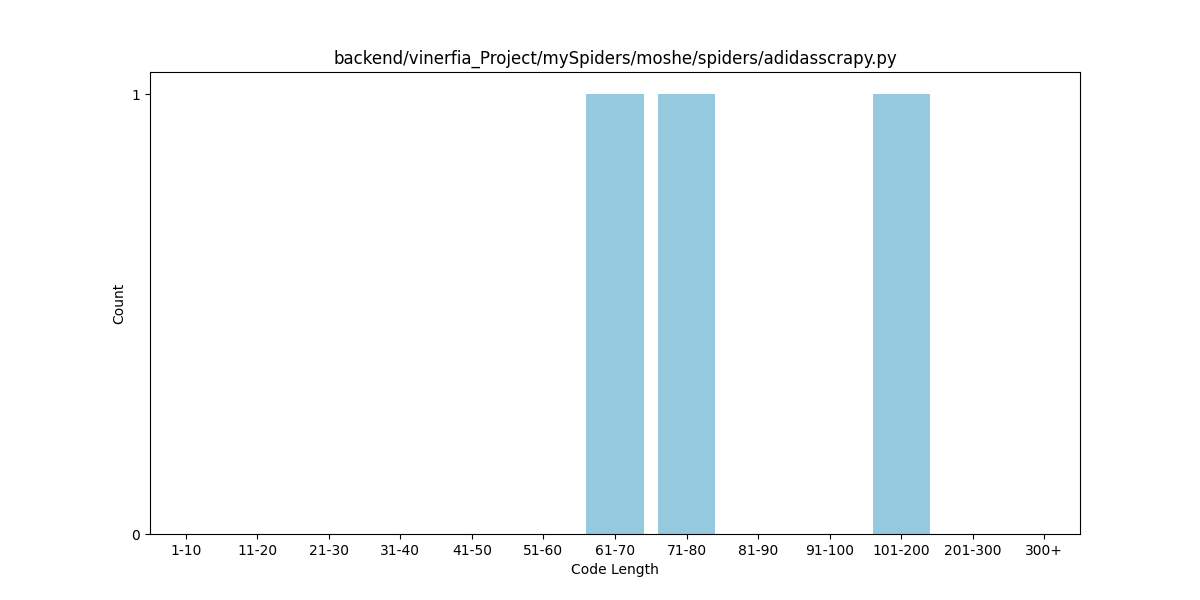 backend/vinerfia_Project/mySpiders/moshe/spiders/adidasscrapy.py
1
Count
0
1-10 11-20 21-30 31-40 41-50 51-60 61-70 71-80 81-90 91-100 101-200 201-300 300+
Code Length